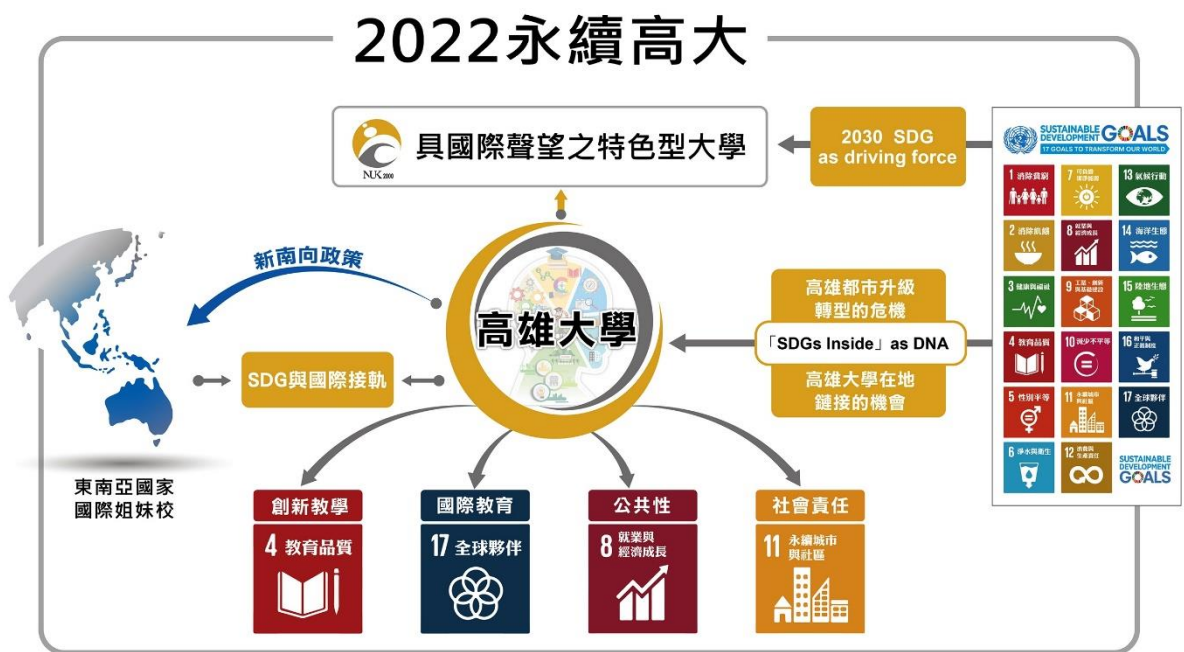 2022永續高大
NUK 2000
具國際聲望之特色型大學
2030 SDG
as driving force
SUSTAINABLE
DEVELOPMENT GOALS
17 GOALS TO TRANSFORM OUR WORLD
1 消除貧窮
7 可負擔
潔淨能源
13 氣候行動
2 消除飢餓
8 就業與
經濟成長
14 海洋生態
3 健康與福祉
9 工業、創新
與基礎建設
15 陸地生態
4 教育品質
10 減少不平等
16 和平與
正義制度
5 性別平等
11 永續城市
與社區
17 全球夥伴
6 淨水與衛生
12 消費與
生產責任
SUSTAINABLE
DEVELOPMENT
GOALS
新南向政策
高雄大學
高雄都市升級
轉型的危機
「SDGs Inside」as DNA
高雄大學在地
鏈接的機會
SDG與國際接軌
東南亞國家
國際姐妹校
創新教學
4 教育品質
國際教育
17 全球夥伴
公共性
8 就業與
經濟成長
社會責任
11 永續城市
與社區